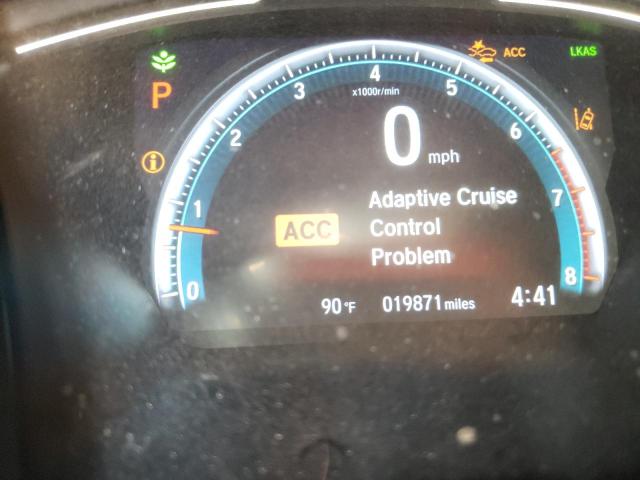 ACC LKAS
P
4
3 5
x1000r/min
2 6
0 mph
1 7
Adaptive Cruise
ACC Control
Problem
0 8
90°F 019871 miles 4:41